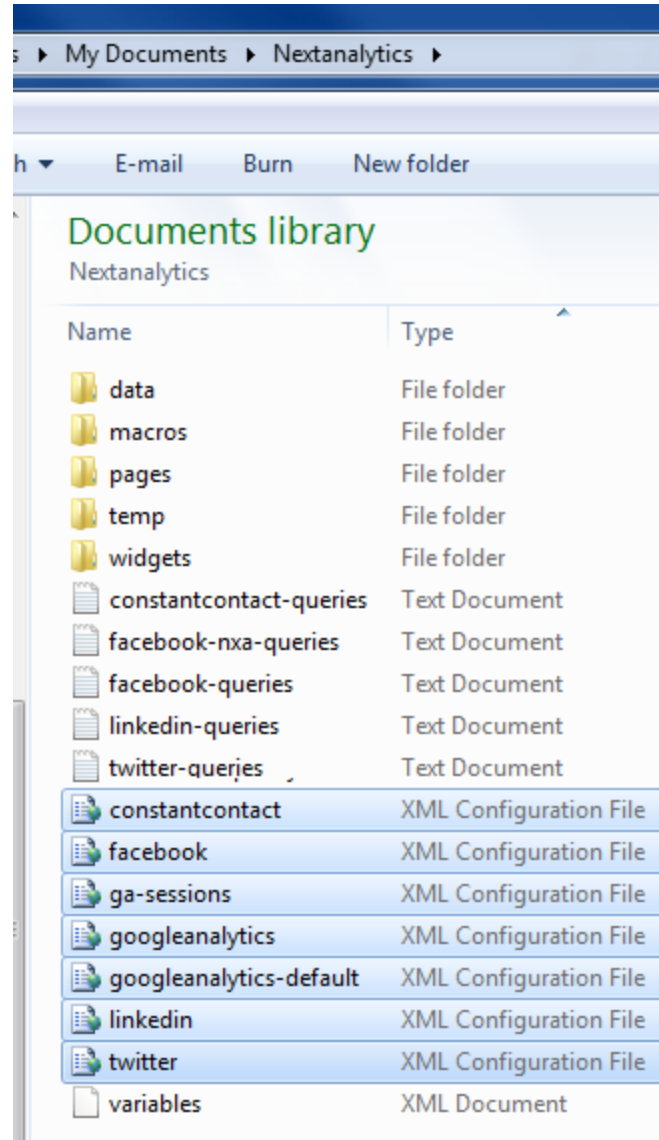 s ▸ My Documents ▸ Nextanalytics ▸
h ▾ E-mail Burn New folder
Documents library
Nextanalytics
Name Type
data File folder
macros File folder
pages File folder
temp File folder
widgets File folder
constantcontact-queries Text Document
facebook-nxa-queries Text Document
facebook-queries Text Document
linkedin-queries Text Document
twitter-queries Text Document
constantcontact XML Configuration File
facebook XML Configuration File
ga-sessions XML Configuration File
googleanalytics XML Configuration File
googleanalytics-default XML Configuration File
linkedin XML Configuration File
twitter XML Configuration File
variables XML Document